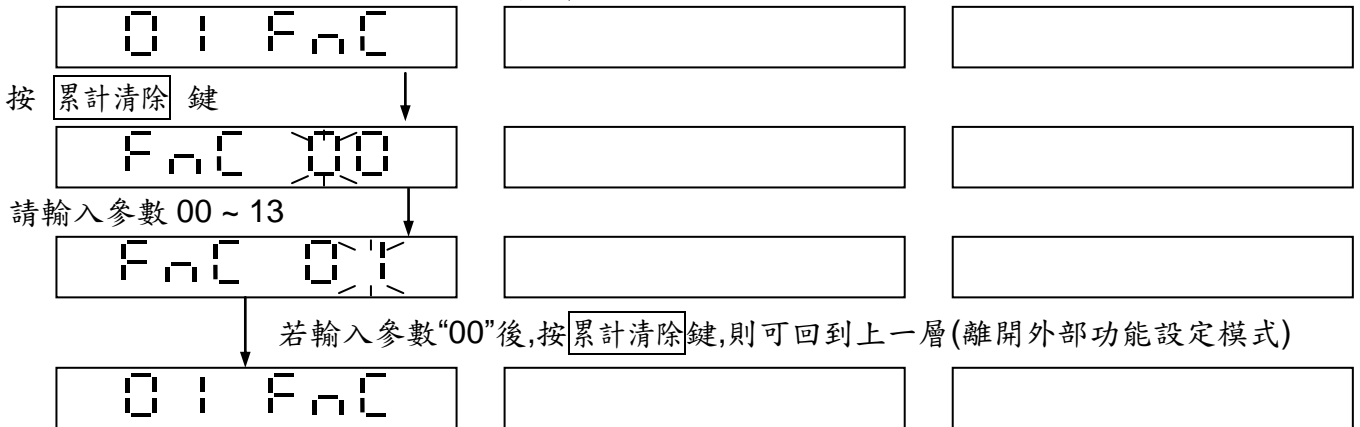 01 FnC
按 累計清除 鍵
FnC 00
請輸入參數 00 ~ 13
FnC 01
若輸入參數“00”後,按累計清除鍵,則可回到上一層(離開外部功能設定模式)
01 FnC